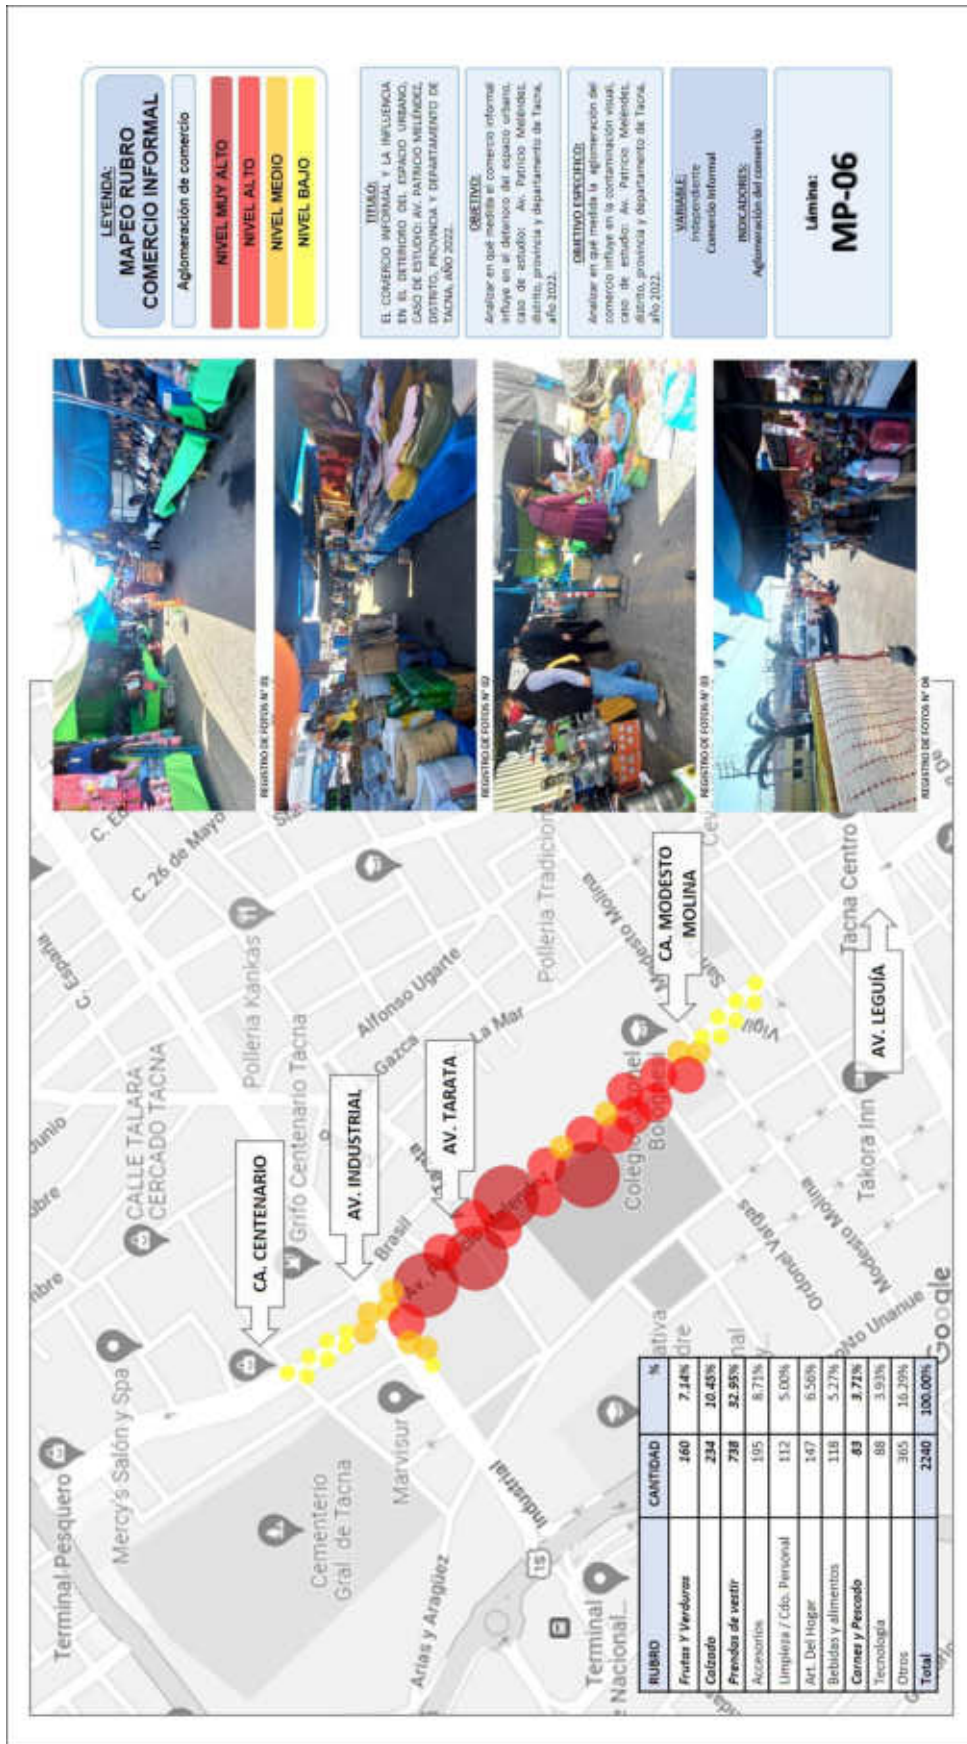 Terminal Pesquero
Mercy's Salón y Spa
CALLE TALARA
CERCADO TACNA
C. España
C. 26 de Mayo
Pollería Kankas
CA. CENTENARIO
Grifo Centenario Tacna
AV. INDUSTRIAL
Brasil
Gazca
Alfonso Ugarte
La Mar
AV. TARATA
Cementerio
Gral. de Tacna
Marvisur
Arias y Aragüez
Industrial
15
Terminal
Nacional...
Pollería Tradicion
Modesto Molina
CA. MODESTO
MOLINA
Vigil
Takora Inn
Tacna Centro
AV. LEGUÍA
Ordonel Vargas
Modesto Molina
Google
RUBRO CANTIDAD %
Frutas Y Verduras 160 7.14%
Calzado 234 10.45%
Prendas de vestir 738 32.95%
Accesorios 195 8.71%
Limpieza / Cdo. Personal 112 5.00%
Art. Del Hogar 147 6.56%
Bebidas y alimentos 118 5.27%
Carnes y Pescado 83 3.71%
Tecnología 88 3.93%
Otros 365 16.29%
Total 2240 100.00%
REGISTRO DE FOTOS N° 01
REGISTRO DE FOTOS N° 02
REGISTRO DE FOTOS N° 03
REGISTRO DE FOTOS N° 04
LEYENDA:
MAPEO RUBRO
COMERCIO INFORMAL
Aglomeración de comercio
NIVEL MUY ALTO
NIVEL ALTO
NIVEL MEDIO
NIVEL BAJO
TITULO:
EL COMERCIO INFORMAL Y LA INFLUENCIA
EN EL DETERIORO DEL ESPACIO URBANO,
CASO DE ESTUDIO: AV. PATRICIO MELÉNDEZ,
DISTRITO, PROVINCIA Y DEPARTAMENTO DE
TACNA, AÑO 2022.
OBJETIVO:
Analizar en qué medida el comercio informal
influye en el deterioro del espacio urbano,
caso de estudio: Av. Patricio Meléndes,
distrito, provincia y departamento de Tacna,
año 2022.
OBJETIVO ESPECIFICO:
Analizar en qué medida la aglomeración del
comercio influye en la contaminación visual,
caso de estudio: Av. Patricio Meléndes,
distrito, provincia y departamento de Tacna,
año 2022.
VARIABLE:
Independiente
Comercio Informal
INDICADORES:
Aglomeración del comercio
Lámina:
MP-06